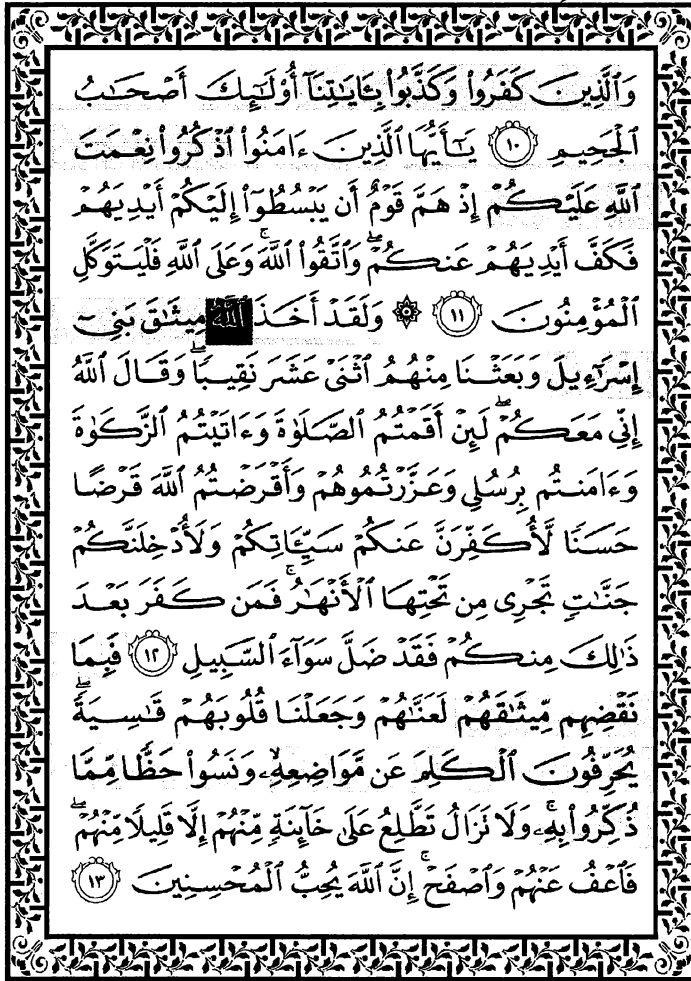 وَٱلَّذِينَ كَفَرُوا۟ وَكَذَّبُوا۟ بِـَٔايَـٰتِنَآ أُو۟لَـٰٓئِكَ أَصْحَـٰبُ
ٱلْجَحِيمِ ١٠ يَـٰٓأَيُّهَا ٱلَّذِينَ ءَامَنُوا۟ ٱذْكُرُوا۟ نِعْمَتَ
ٱللَّهِ عَلَيْكُمْ إِذْ هَمَّ قَوْمٌ أَن يَبْسُطُوٓا۟ إِلَيْكُمْ أَيْدِيَهُمْ
فَكَفَّ أَيْدِيَهُمْ عَنكُمْ ۖ وَٱتَّقُوا۟ ٱللَّهَ ۚ وَعَلَى ٱللَّهِ فَلْيَتَوَكَّلِ
ٱلْمُؤْمِنُونَ ١١ ۞ وَلَقَدْ أَخَذَ ٱللَّهُ مِيثَـٰقَ بَنِىٓ
إِسْرَٰٓءِيلَ وَبَعَثْنَا مِنْهُمُ ٱثْنَىْ عَشَرَ نَقِيبًا ۖ وَقَالَ ٱللَّهُ
إِنِّى مَعَكُمْ ۖ لَئِنْ أَقَمْتُمُ ٱلصَّلَوٰةَ وَءَاتَيْتُمُ ٱلزَّكَوٰةَ
وَءَامَنتُم بِرُسُلِى وَعَزَّرْتُمُوهُمْ وَأَقْرَضْتُمُ ٱللَّهَ قَرْضًا
حَسَنًا لَّأُكَفِّرَنَّ عَنكُمْ سَيِّـَٔاتِكُمْ وَلَأُدْخِلَنَّكُمْ
جَنَّـٰتٍ تَجْرِى مِن تَحْتِهَا ٱلْأَنْهَـٰرُ ۚ فَمَن كَفَرَ بَعْدَ
ذَٰلِكَ مِنكُمْ فَقَدْ ضَلَّ سَوَآءَ ٱلسَّبِيلِ ١٢ فَبِمَا
نَقْضِهِم مِّيثَـٰقَهُمْ لَعَنَّـٰهُمْ وَجَعَلْنَا قُلُوبَهُمْ قَـٰسِيَةً ۖ
يُحَرِّفُونَ ٱلْكَلِمَ عَن مَّوَاضِعِهِۦ ۙ وَنَسُوا۟ حَظًّا مِّمَّا
ذُكِّرُوا۟ بِهِۦ ۚ وَلَا تَزَالُ تَطَّلِعُ عَلَىٰ خَآئِنَةٍ مِّنْهُمْ إِلَّا قَلِيلًا مِّنْهُمْ ۖ
فَٱعْفُ عَنْهُمْ وَٱصْفَحْ ۚ إِنَّ ٱللَّهَ يُحِبُّ ٱلْمُحْسِنِينَ ١٣